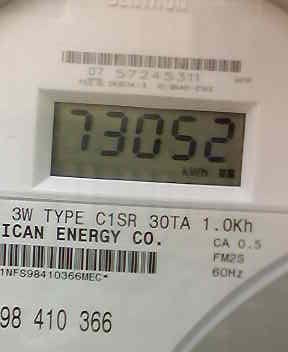 07 57245311
73052
kWh
3W TYPE C1SR 30TA 1.0Kh
ICAN ENERGY CO.
CA 0.5
FM2S
60Hz
1NFS98410366MEC*
98 410 366